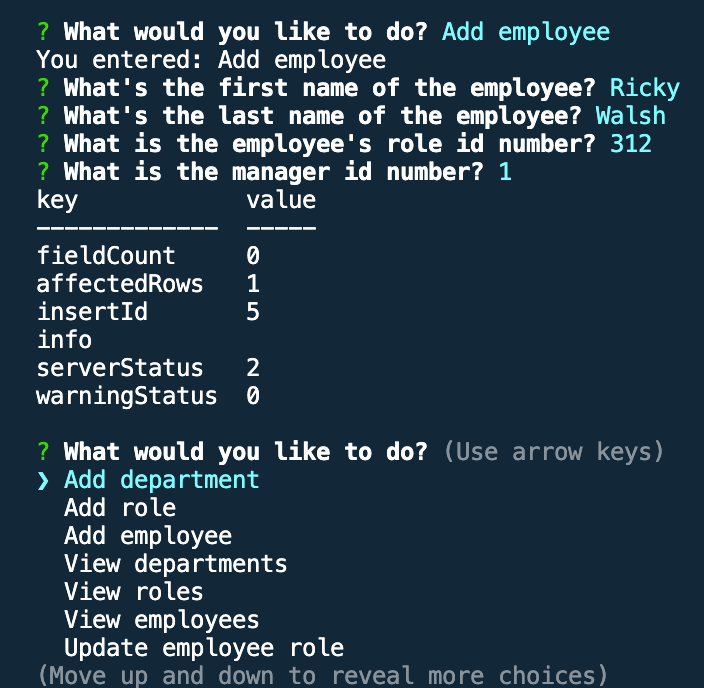 ? What would you like to do? Add employee
You entered: Add employee
? What's the first name of the employee? Ricky
? What's the last name of the employee? Walsh
? What is the employee's role id number? 312
? What is the manager id number? 1
key            value
-------------  -----
fieldCount     0
affectedRows   1
insertId       5
info
serverStatus   2
warningStatus  0
? What would you like to do? (Use arrow keys)
❯ Add department
  Add role
  Add employee
  View departments
  View roles
  View employees
  Update employee role
(Move up and down to reveal more choices)